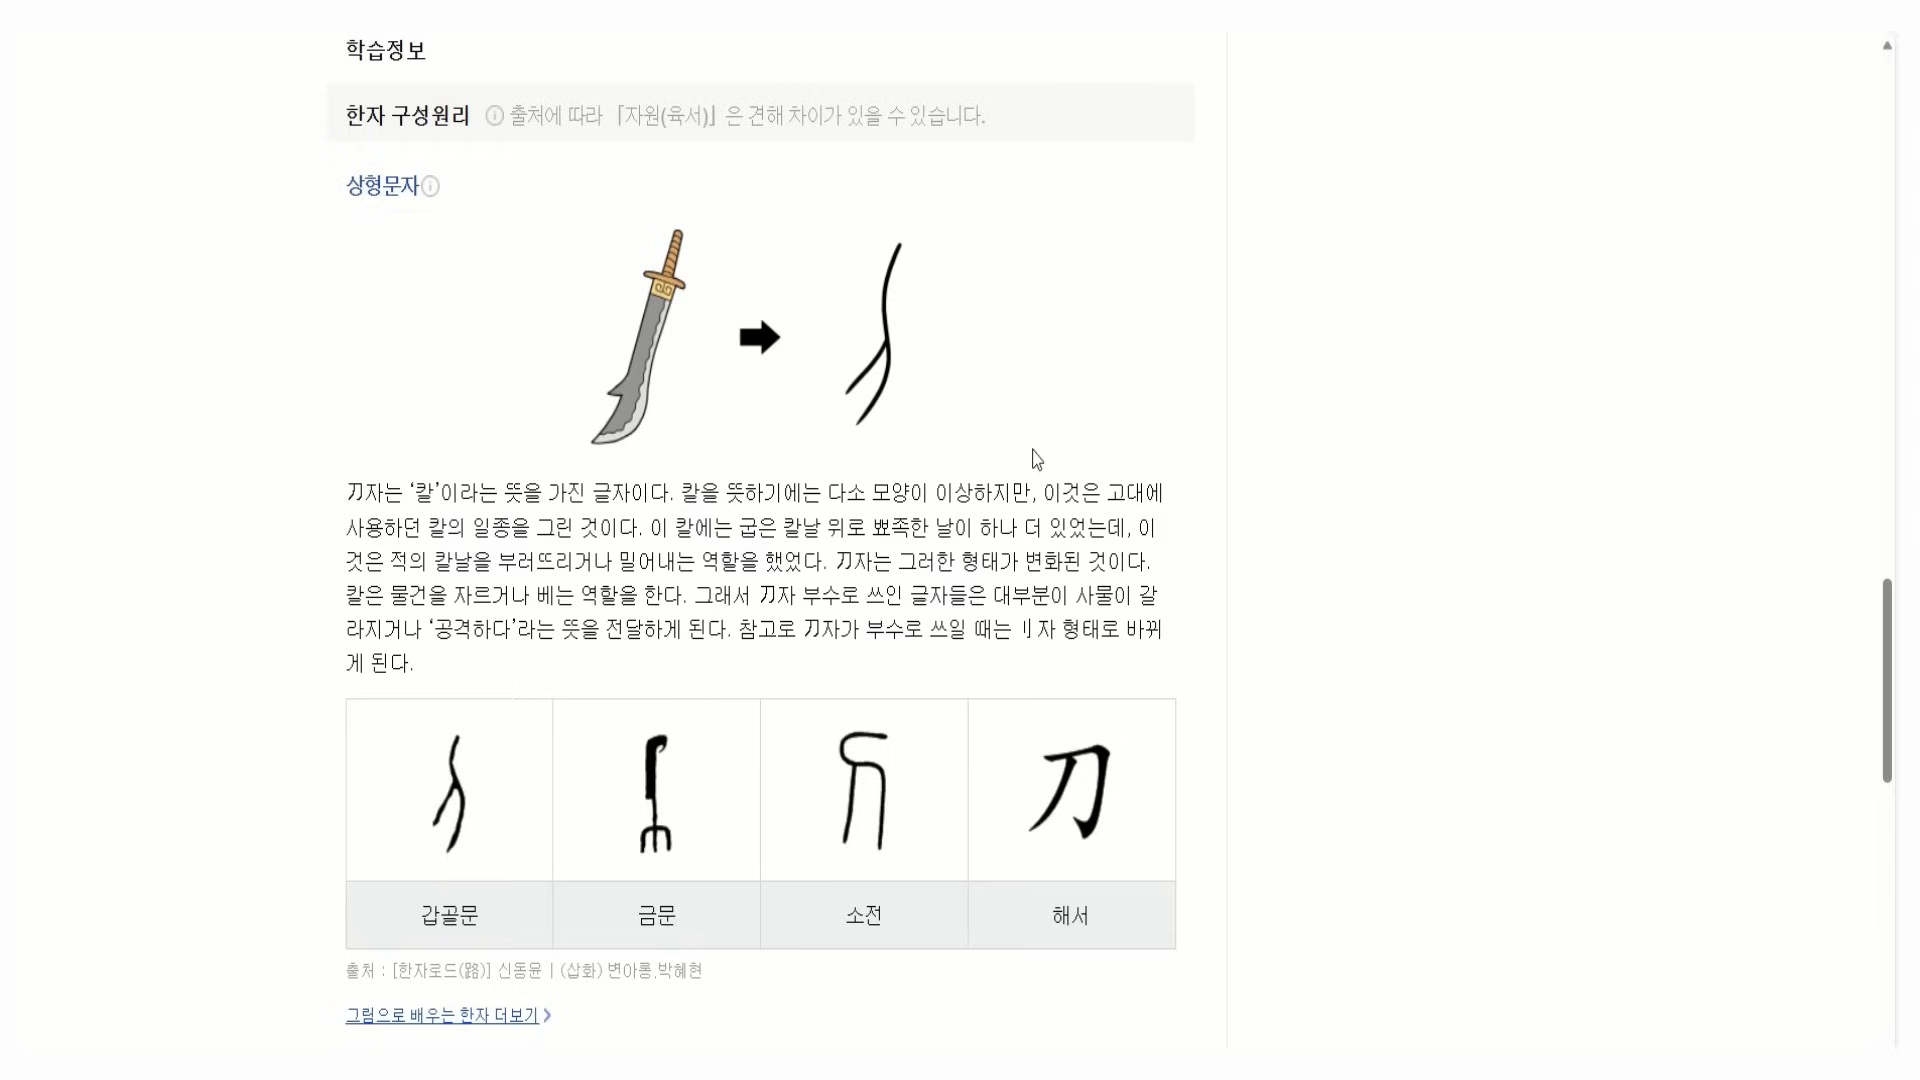 학습정보
한자 구성원리 ⓘ 출처에 따라 「자원(육서)」은 견해 차이가 있을 수 있습니다.
상형문자ⓘ
刀자는 ‘칼’이라는 뜻을 가진 글자이다. 칼을 뜻하기에는 다소 모양이 이상하지만, 이것은 고대에
사용하던 칼의 일종을 그린 것이다. 이 칼에는 굽은 칼날 위로 뾰족한 날이 하나 더 있었는데, 이
것은 적의 칼날을 부러뜨리거나 밀어내는 역할을 했었다. 刀자는 그러한 형태가 변화된 것이다.
칼은 물건을 자르거나 베는 역할을 한다. 그래서 刀자 부수로 쓰인 글자들은 대부분이 사물이 갈
라지거나 ‘공격하다’라는 뜻을 전달하게 된다. 참고로 刀자가 부수로 쓰일 때는 刂자 형태로 바뀌
게 된다.
刀
갑골문 금문 소전 해서
출처 : [한자로드(路)] 신동윤 | (삽화) 변아롱.박혜현
그림으로 배우는 한자 더보기